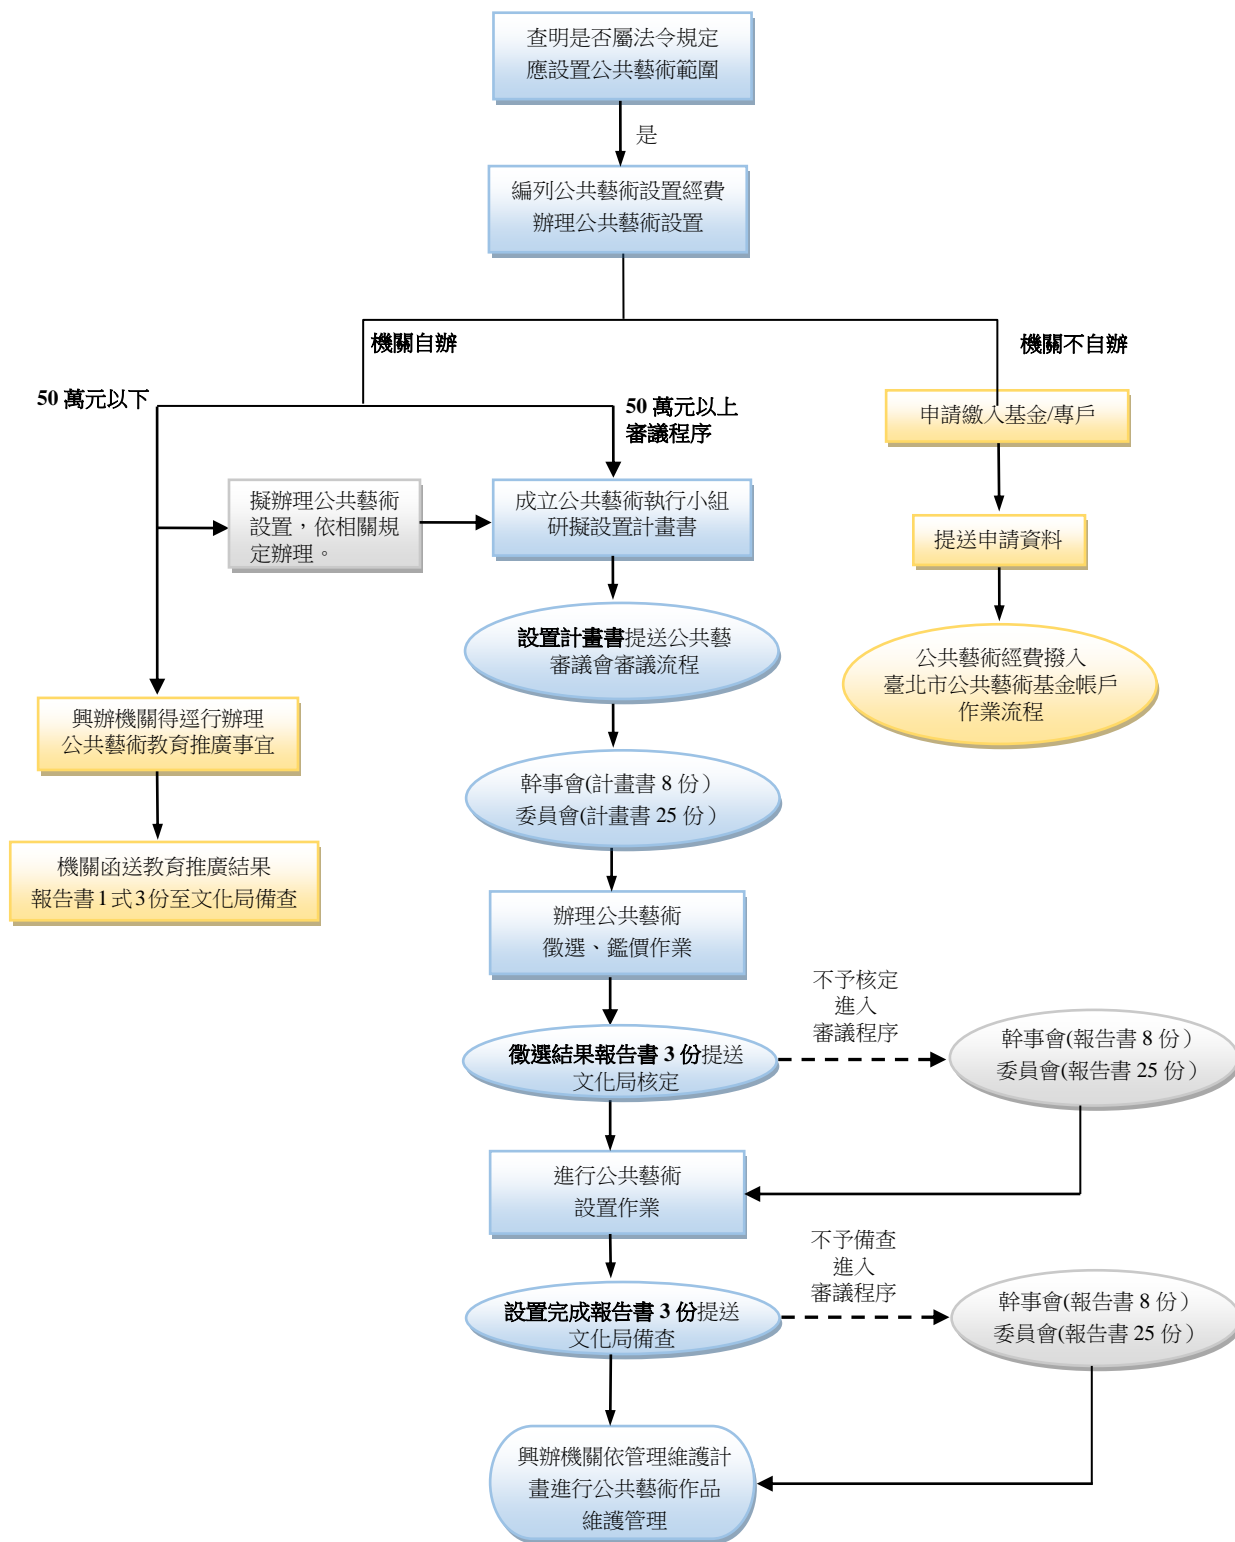 查明是否屬法令規定
應設置公共藝術範圍
是
編列公共藝術設置經費
辦理公共藝術設置
機關自辦
機關不自辦
50 萬元以下
50 萬元以上
審議程序
申請繳入基金/專戶
擬辦理公共藝術
設置，依相關規
定辦理。
成立公共藝術執行小組
研擬設置計畫書
提送申請資料
設置計畫書提送公共藝
審議會審議流程
公共藝術經費撥入
臺北市公共藝術基金帳戶
作業流程
興辦機關得逕行辦理
公共藝術教育推廣事宜
幹事會(計畫書 8 份）
委員會(計畫書 25 份）
機關函送教育推廣結果
報告書 1 式 3 份至文化局備查
辦理公共藝術
徵選、鑑價作業
不予核定
進入
審議程序
徵選結果報告書 3 份提送
文化局核定
幹事會(報告書 8 份）
委員會(報告書 25 份）
進行公共藝術
設置作業
不予備查
進入
審議程序
設置完成報告書 3 份提送
文化局備查
幹事會(報告書 8 份）
委員會(報告書 25 份）
興辦機關依管理維護計
畫進行公共藝術作品
維護管理